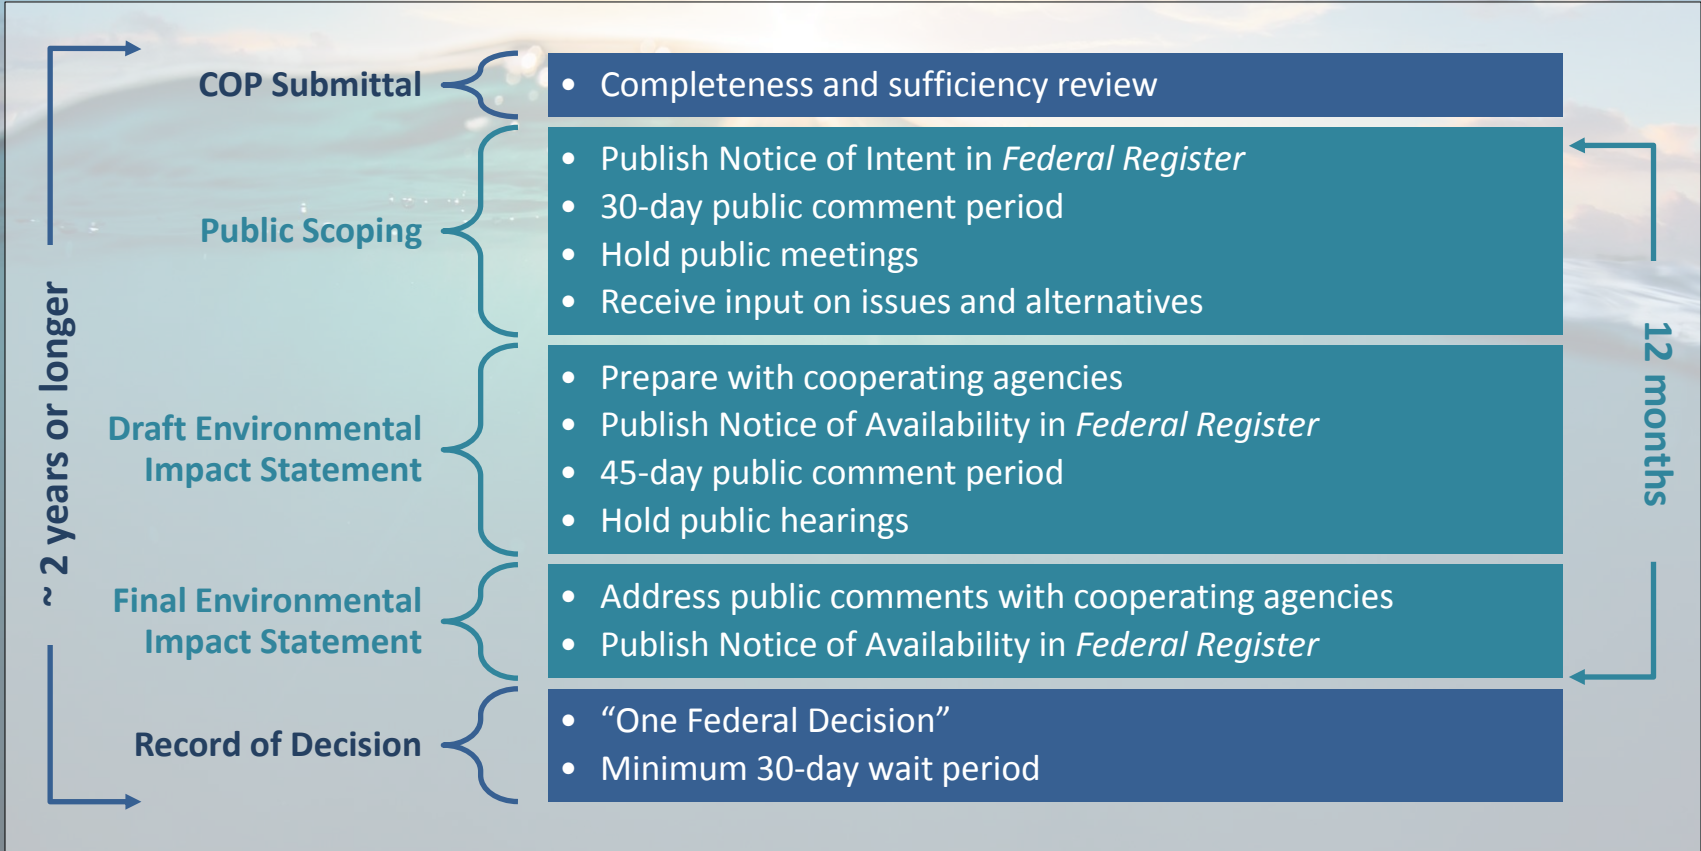 ~ 2 years or longer
COP Submittal
• Completeness and sufficiency review
Public Scoping
• Publish Notice of Intent in Federal Register
• 30-day public comment period
• Hold public meetings
• Receive input on issues and alternatives
Draft Environmental
Impact Statement
• Prepare with cooperating agencies
• Publish Notice of Availability in Federal Register
• 45-day public comment period
• Hold public hearings
Final Environmental
Impact Statement
• Address public comments with cooperating agencies
• Publish Notice of Availability in Federal Register
Record of Decision
• “One Federal Decision”
• Minimum 30-day wait period
12 months